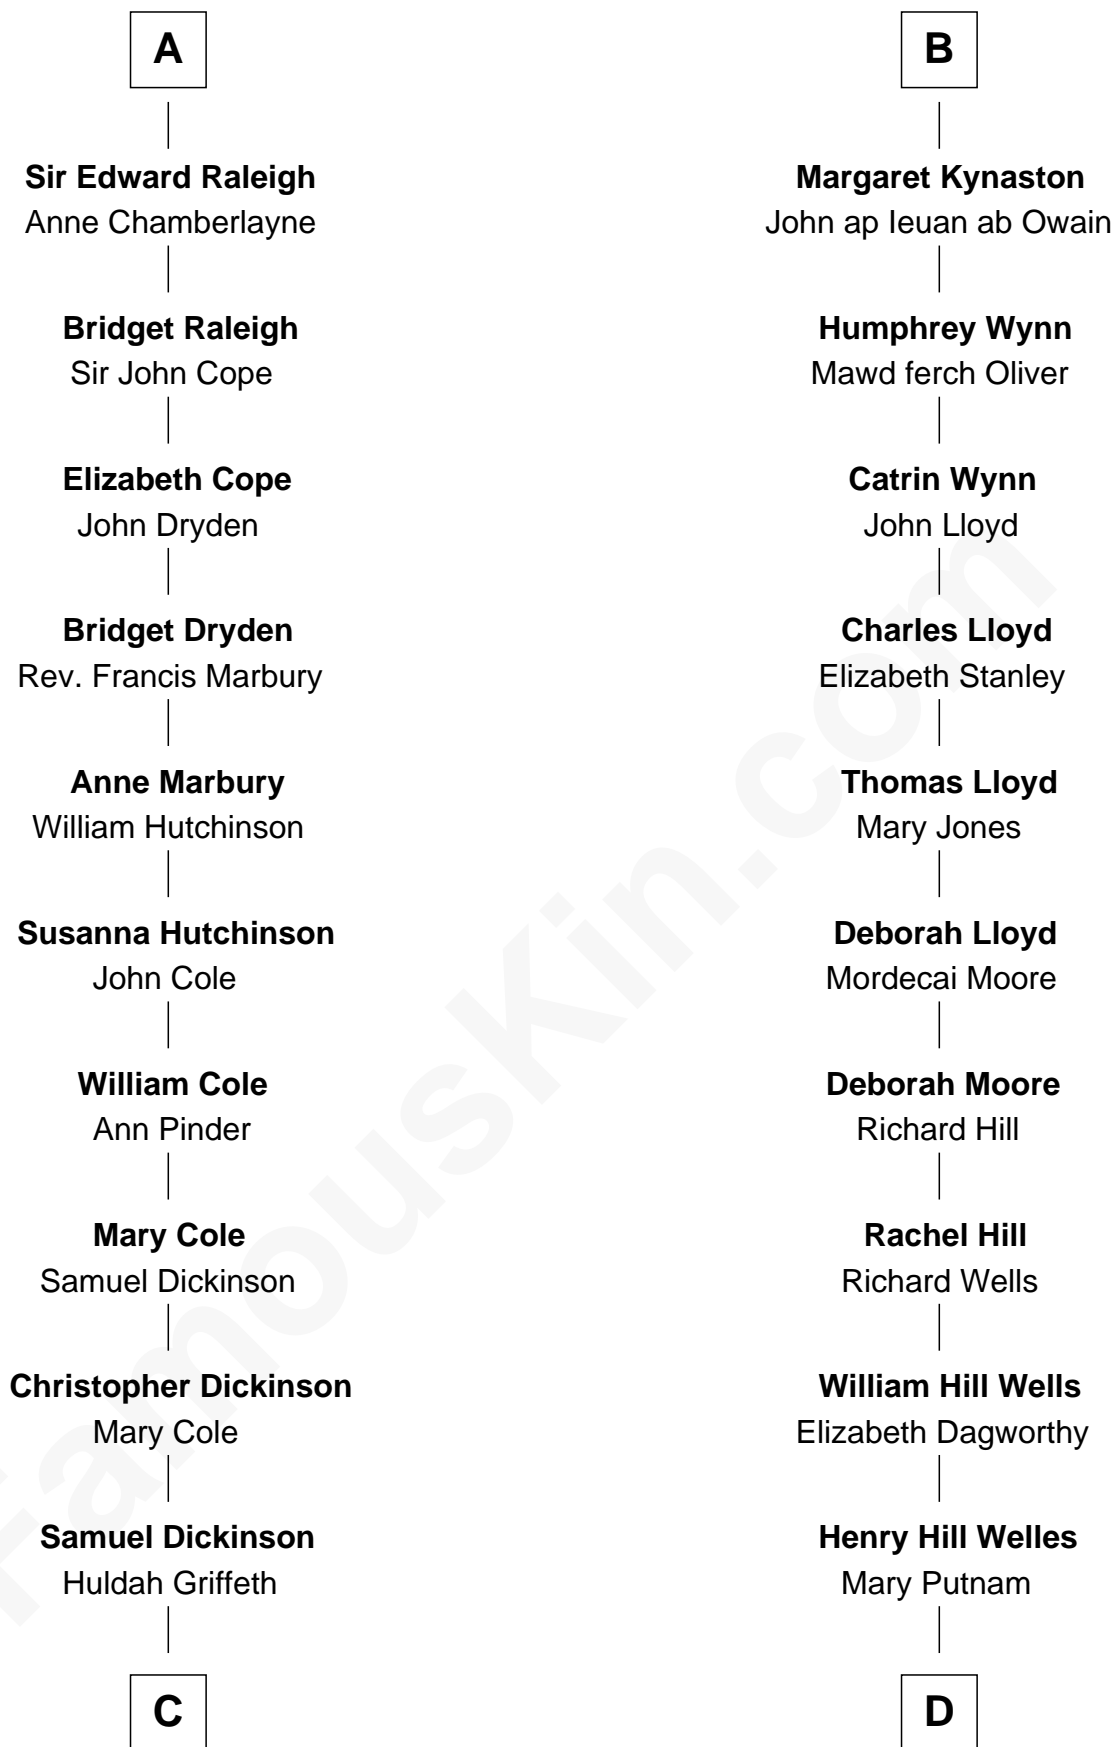 A
Sir Edward Raleigh
Anne Chamberlayne
Bridget Raleigh
Sir John Cope
Elizabeth Cope
John Dryden
Bridget Dryden
Rev. Francis Marbury
Anne Marbury
William Hutchinson
Susanna Hutchinson
John Cole
William Cole
Ann Pinder
Mary Cole
Samuel Dickinson
Christopher Dickinson
Mary Cole
Samuel Dickinson
Huldah Griffeth
C
B
Margaret Kynaston
John ap Ieuan ab Owain
Humphrey Wynn
Mawd ferch Oliver
Catrin Wynn
John Lloyd
Charles Lloyd
Elizabeth Stanley
Thomas Lloyd
Mary Jones
Deborah Lloyd
Mordecai Moore
Deborah Moore
Richard Hill
Rachel Hill
Richard Wells
William Hill Wells
Elizabeth Dagworthy
Henry Hill Welles
Mary Putnam
D
FamousKin.com